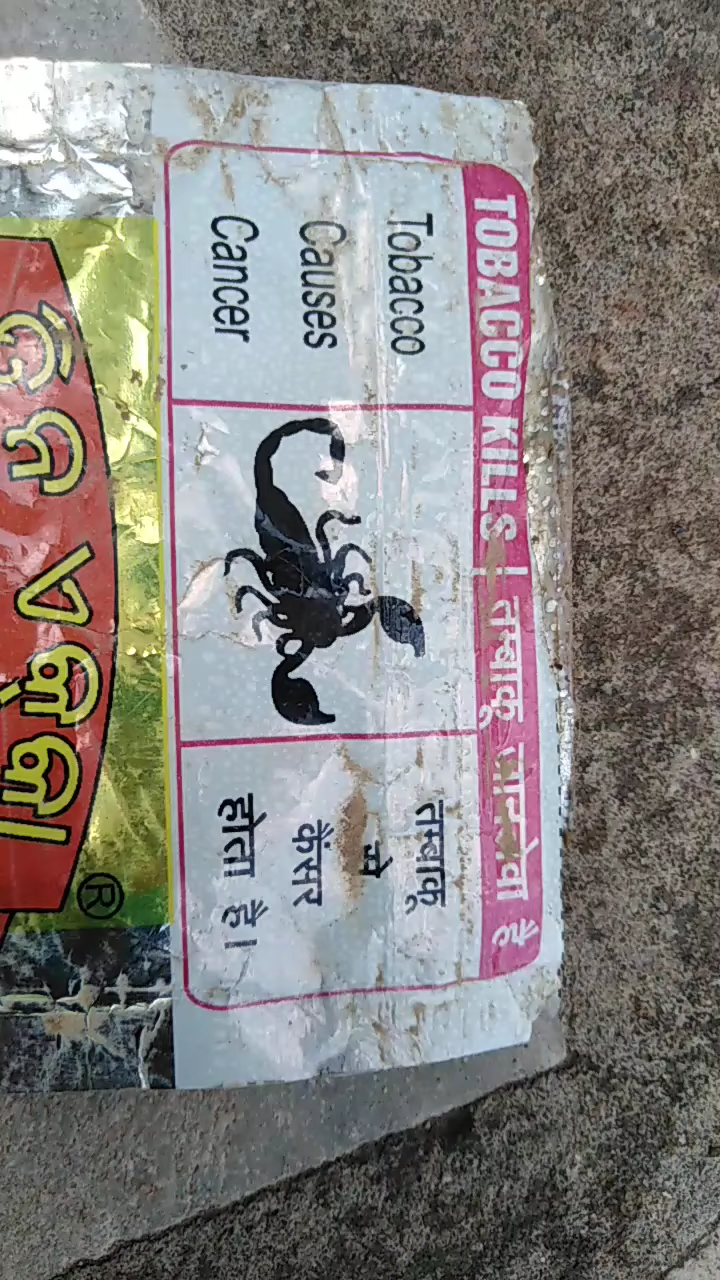 TOBACCO KILLS | तम्बाकू जानलेवा है
Tobacco
Causes
Cancer
तम्बाकू
से
कैंसर
होता है।
®